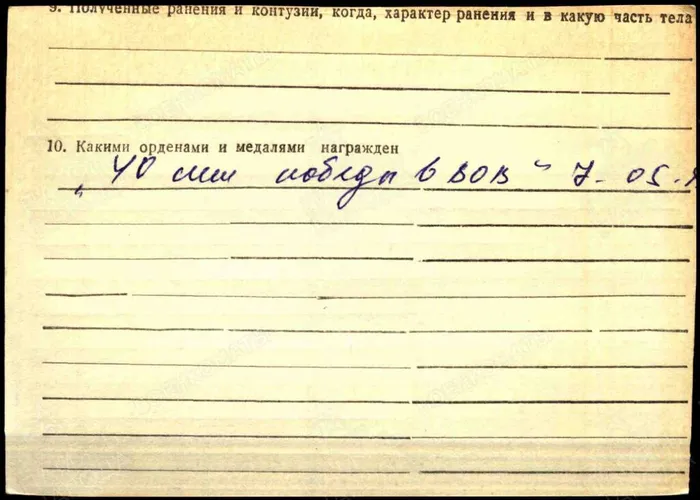 9. Полученные ранения и контузии, когда, характер ранения и в какую часть тела
10. Какими орденами и медалями награжден
„40 лет победы в ВОВ“ 7-05.